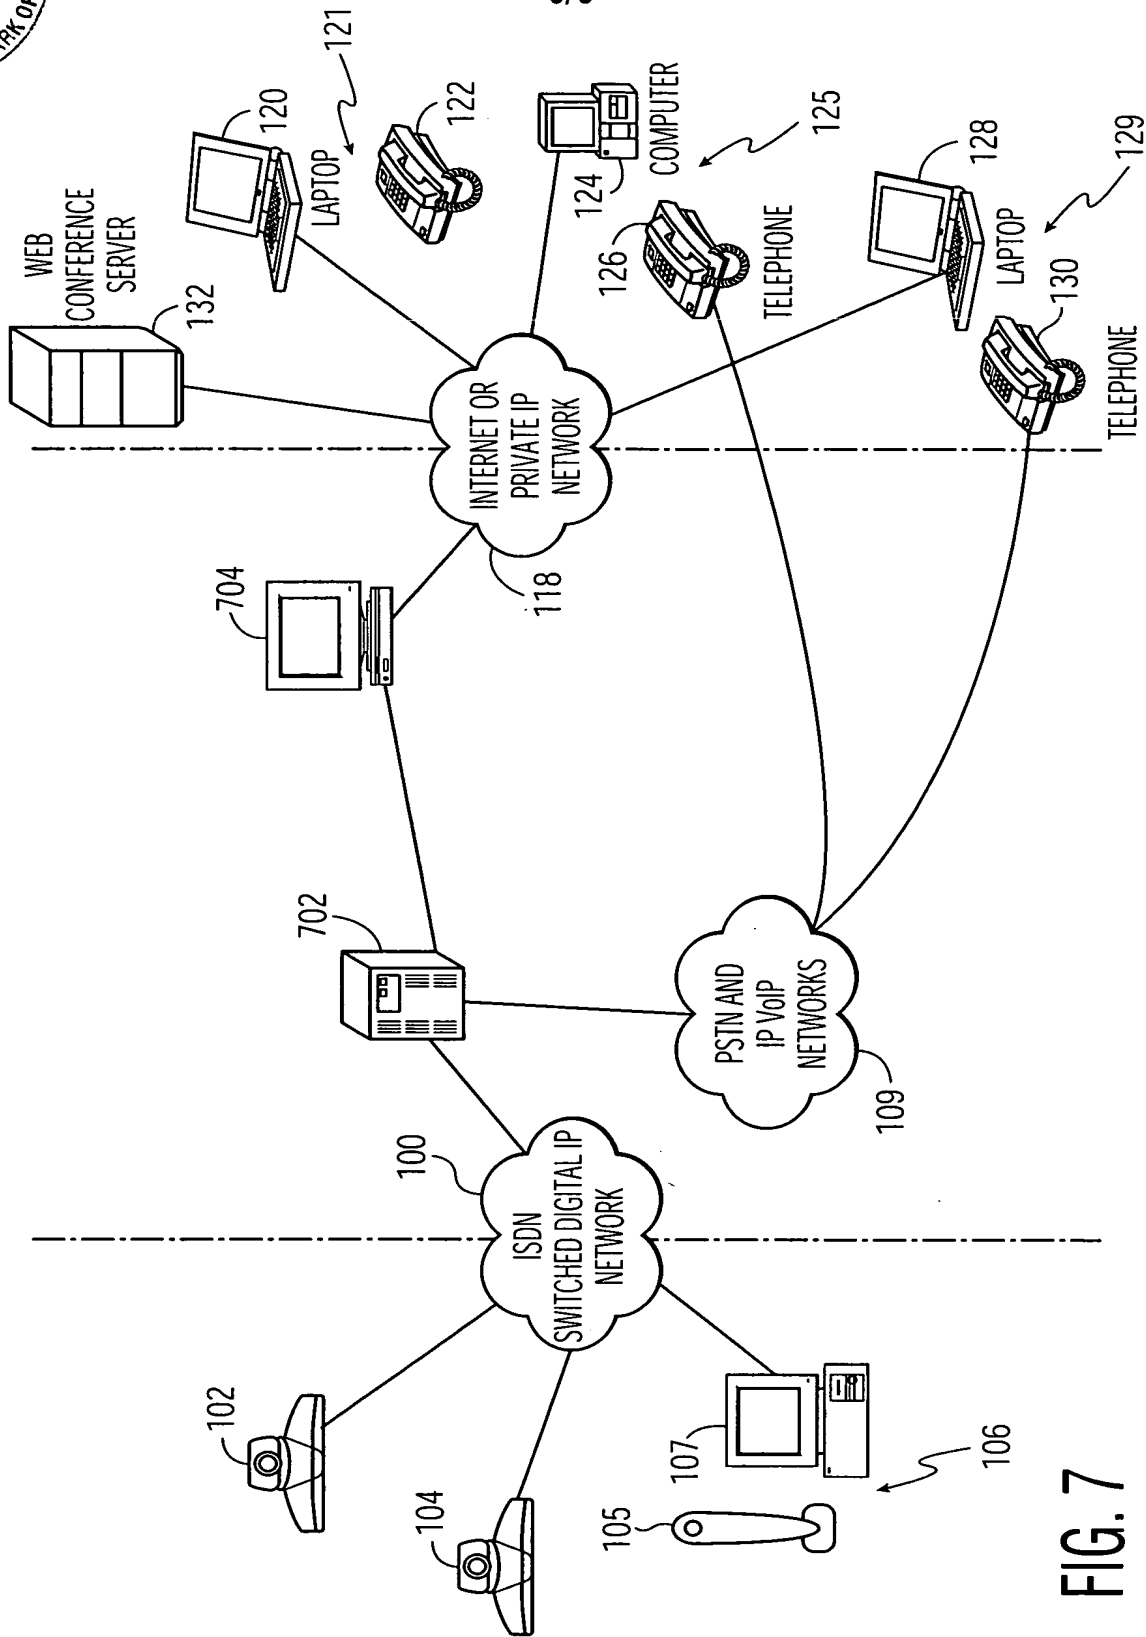 102
104
105
107
106
100
ISDN
SWITCHED DIGITAL IP
NETWORK
702
PSTN AND
IP VoIP
NETWORKS
109
704
INTERNET OR
PRIVATE IP
NETWORK
118
WEB
CONFERENCE
SERVER
132
120
LAPTOP
121
122
124
COMPUTER
125
126
TELEPHONE
128
LAPTOP
129
130
TELEPHONE
FIG. 7